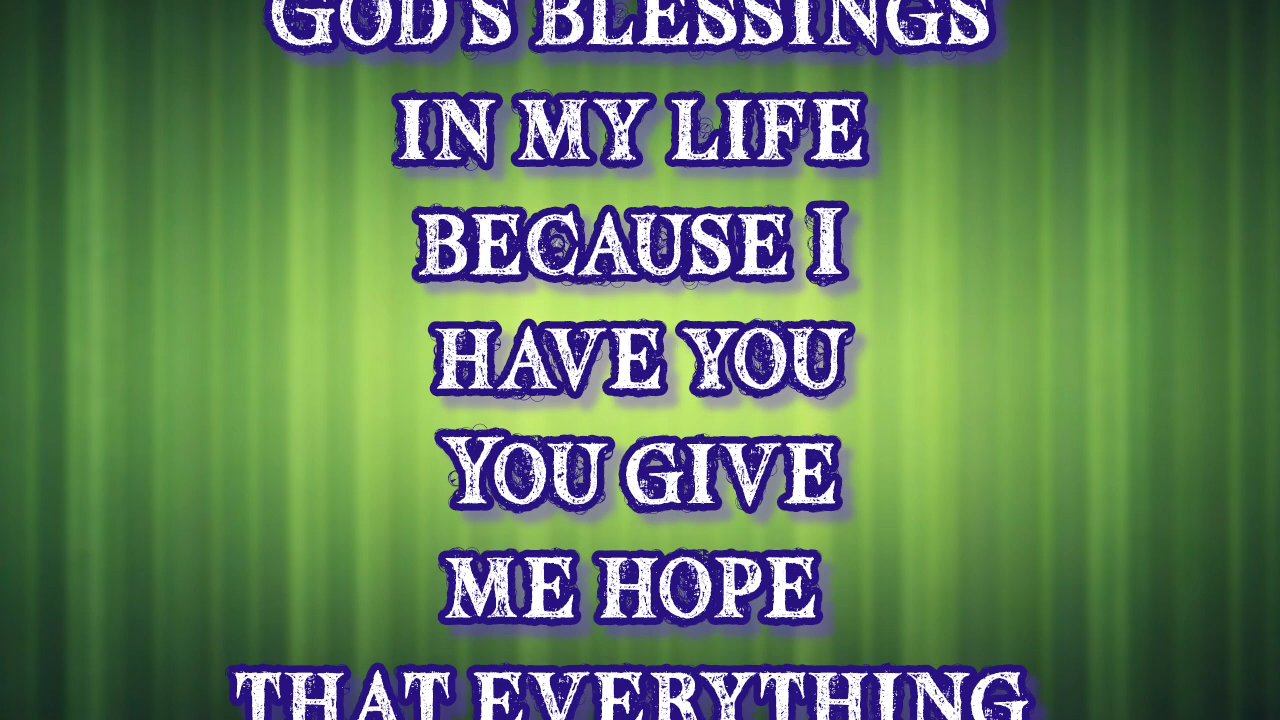 GOD'S BLESSINGS
IN MY LIFE
BECAUSE I
HAVE YOU
YOU GIVE
ME HOPE
THAT EVERYTHING